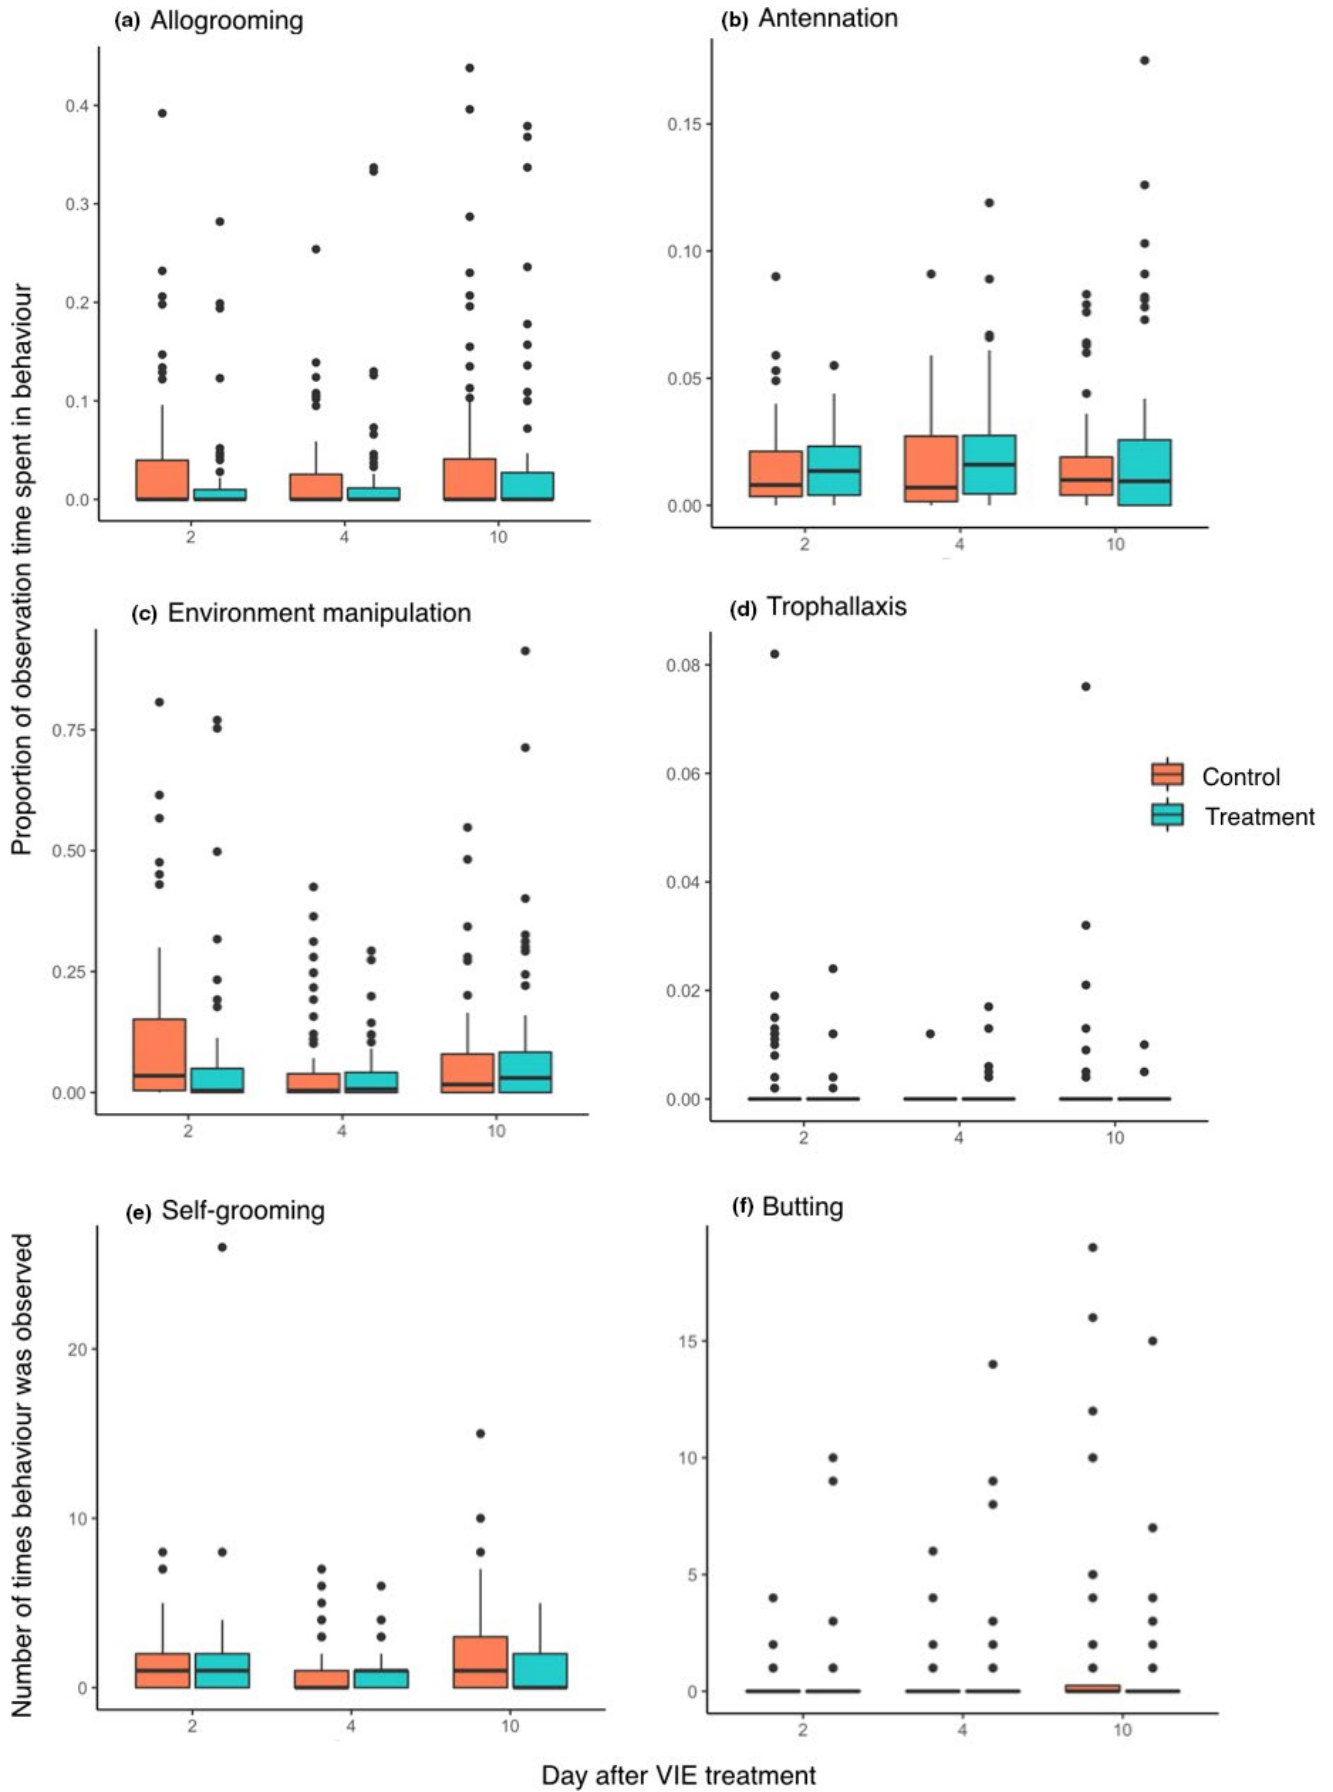 (a) Allogrooming
(b) Antennation
0.4
0.3
0.2
0.1
0.0
2 4 10
0.15
0.10
0.05
0.00
2 4 10
Proportion of observation time spent in behaviour
(c) Environment manipulation
(d) Trophallaxis
0.75
0.50
0.25
0.00
2 4 10
0.08
0.06
0.04
0.02
0.00
2 4 10
Control
Treatment
(e) Self-grooming
(f) Butting
Number of times behaviour was observed
20
10
0
2 4 10
15
10
5
0
2 4 10
Day after VIE treatment